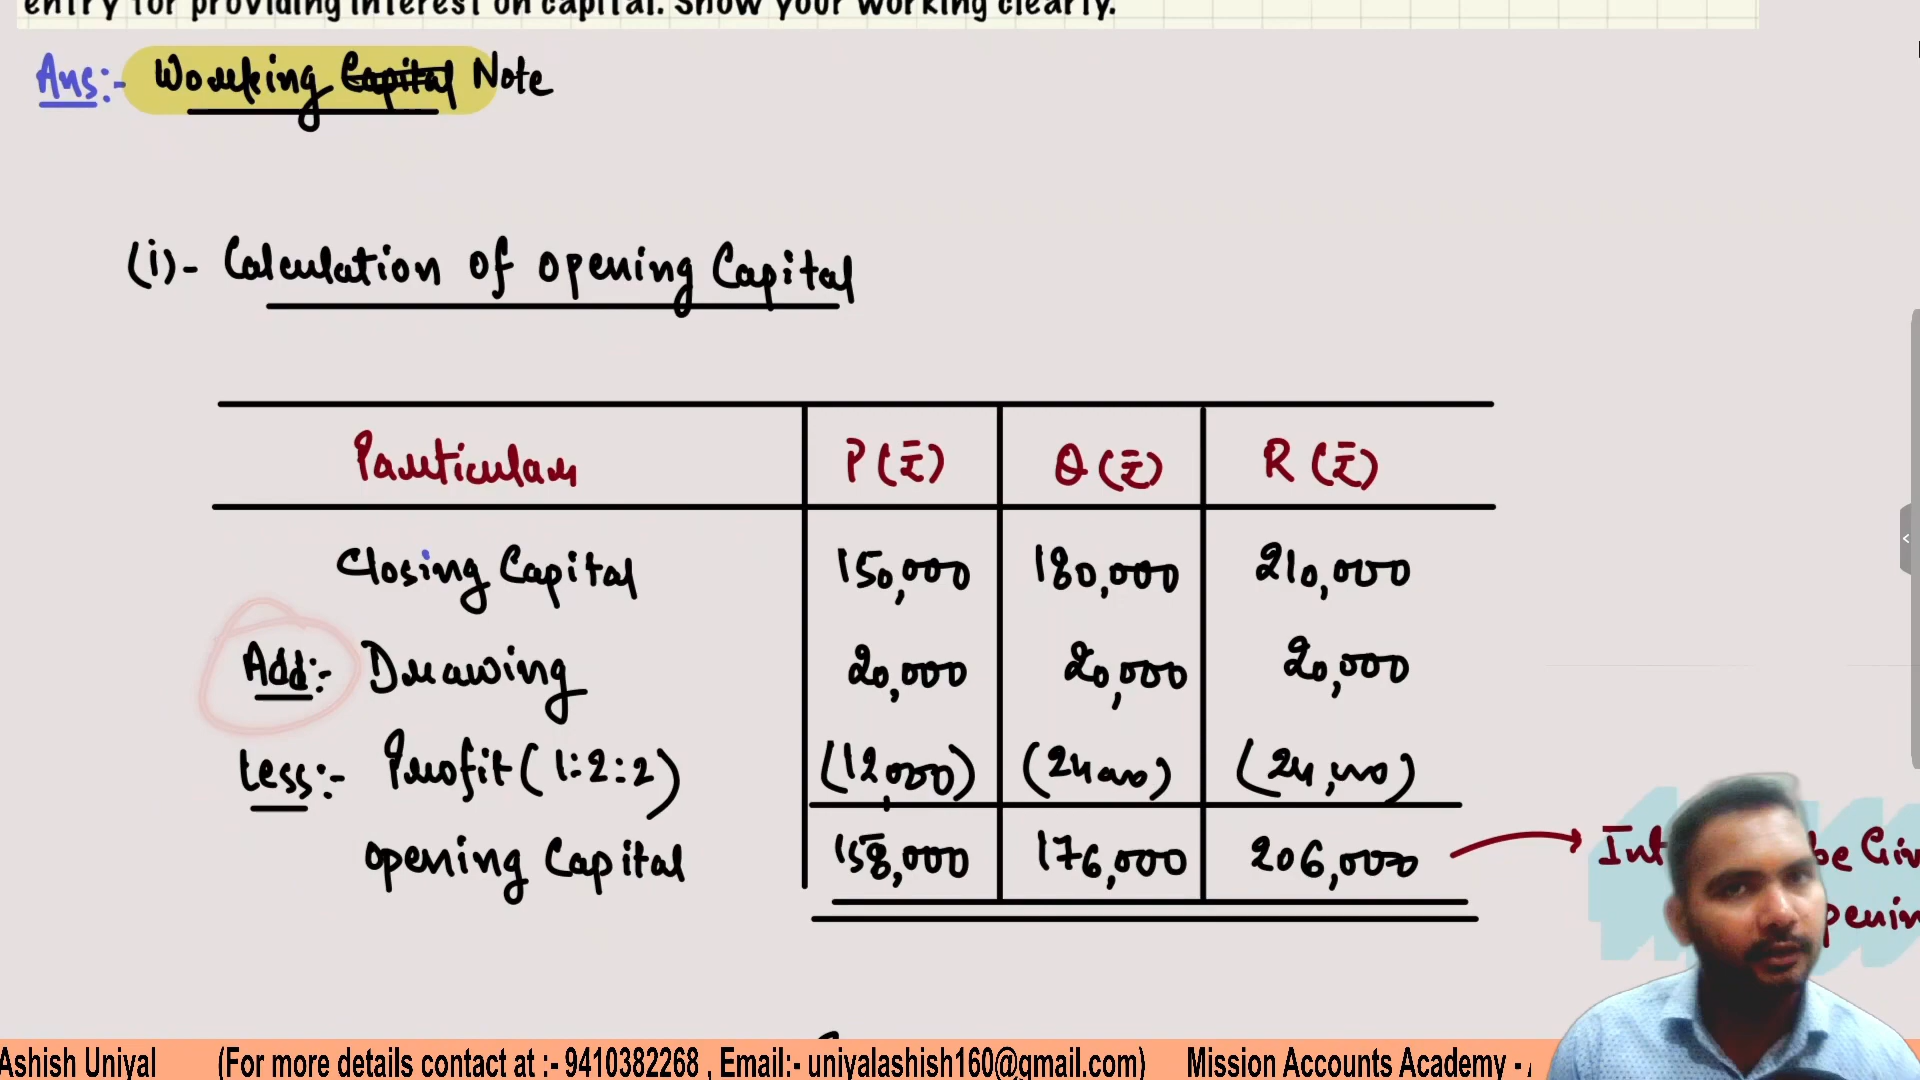 entry for providing interest on capital. Show your working clearly.
Ans:- Working Capital Note
(i)- Calculation of opening Capital
Particulars P (₹) Q (₹) R (₹)
Closing Capital 150,000 180,000 210,000
Add:- Drawing 20,000 20,000 20,000
Less:- Profit (1:2:2) (12,000) (24,000) (24,000)
opening Capital 158,000 176,000 206,000
Int be Giv
penin
Ashish Uniyal (For more details contact at :- 9410382268 , Email:- uniyalashish160@gmail.com) Mission Accounts Academy -